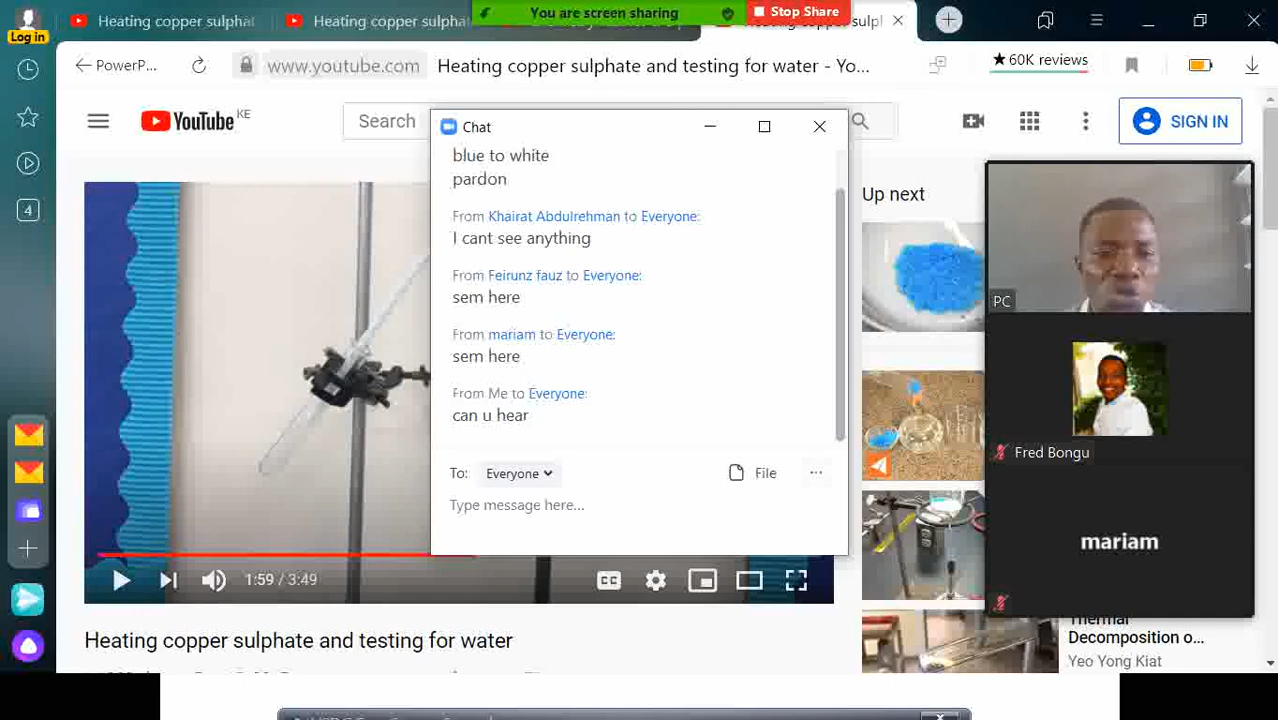 Heating copper sulphat
Heating copper sulphat
You are screen sharing
Stop Share
Log in
PowerP...
www.youtube.com
Heating copper sulphate and testing for water - Yo...
60K reviews
YouTube KE
Search
SIGN IN
4
Chat
blue to white
pardon
From Khairat Abdulrehman to Everyone:
I cant see anything
From Feirunz fauz to Everyone:
sem here
From mariam to Everyone:
sem here
From Me to Everyone:
can u hear
To: Everyone
File
Type message here...
Up next
PC
Fred Bongu
mariam
1:59 / 3:49
CC
Heating copper sulphate and testing for water
Thermal
Decomposition o...
Yeo Yong Kiat